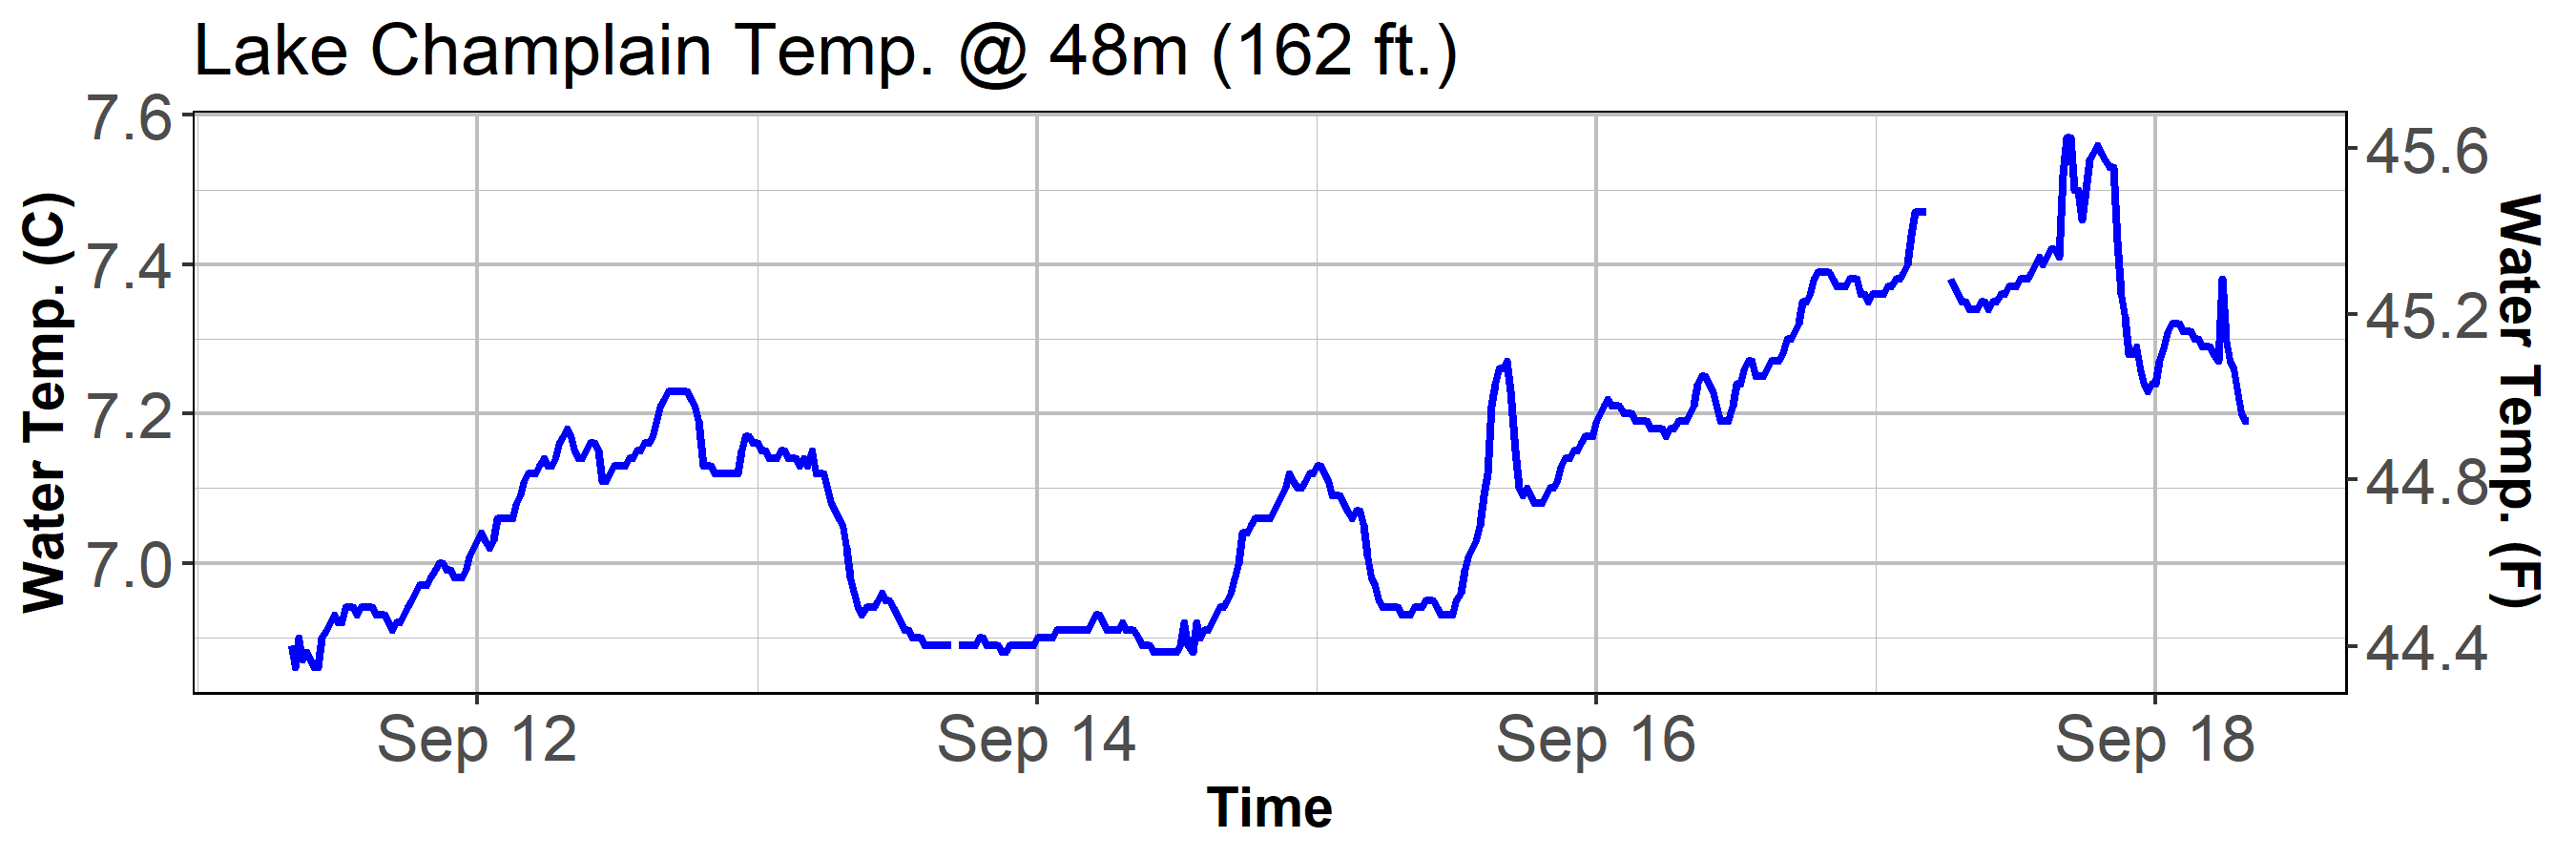 Lake Champlain Temp. @ 48m (162 ft.)
7.6
7.4
7.2
7.0
Water Temp. (C)
45.6
45.2
44.8
44.4
Water Temp. (F)
Sep 12 Sep 14 Sep 16 Sep 18
Time